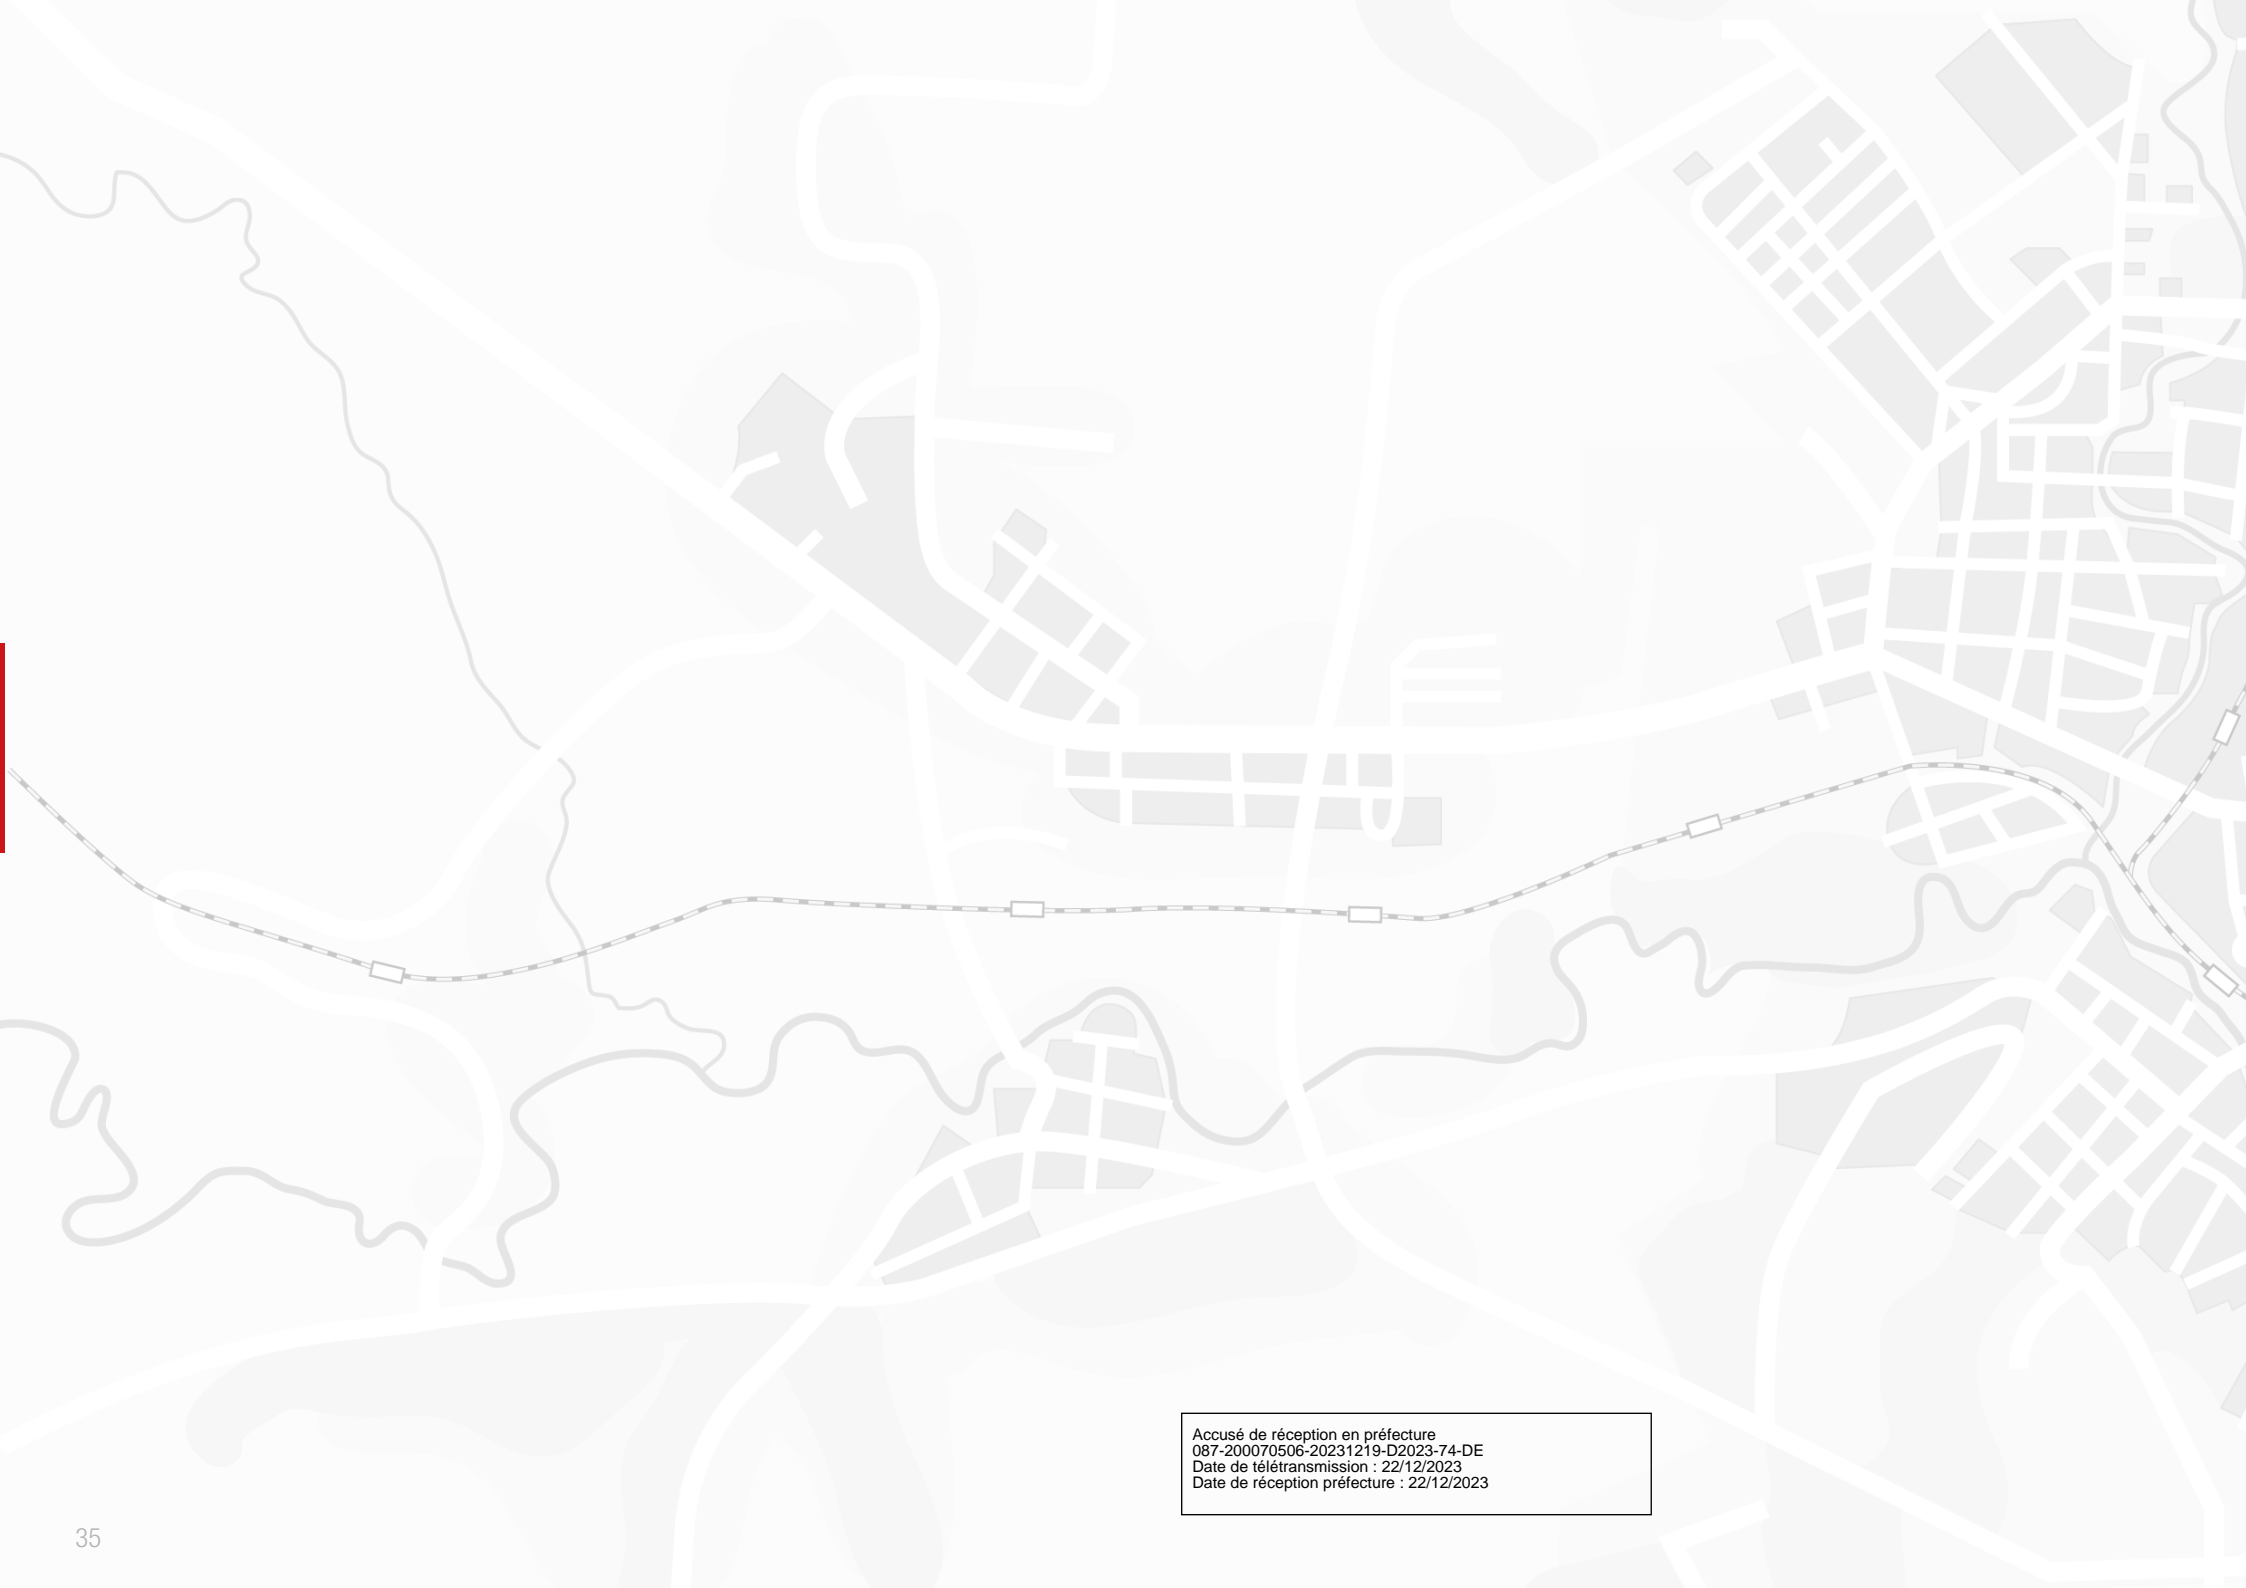 Accusé de réception en préfecture
087-200070506-20231219-D2023-74-DE
Date de télétransmission : 22/12/2023
Date de réception préfecture : 22/12/2023
35